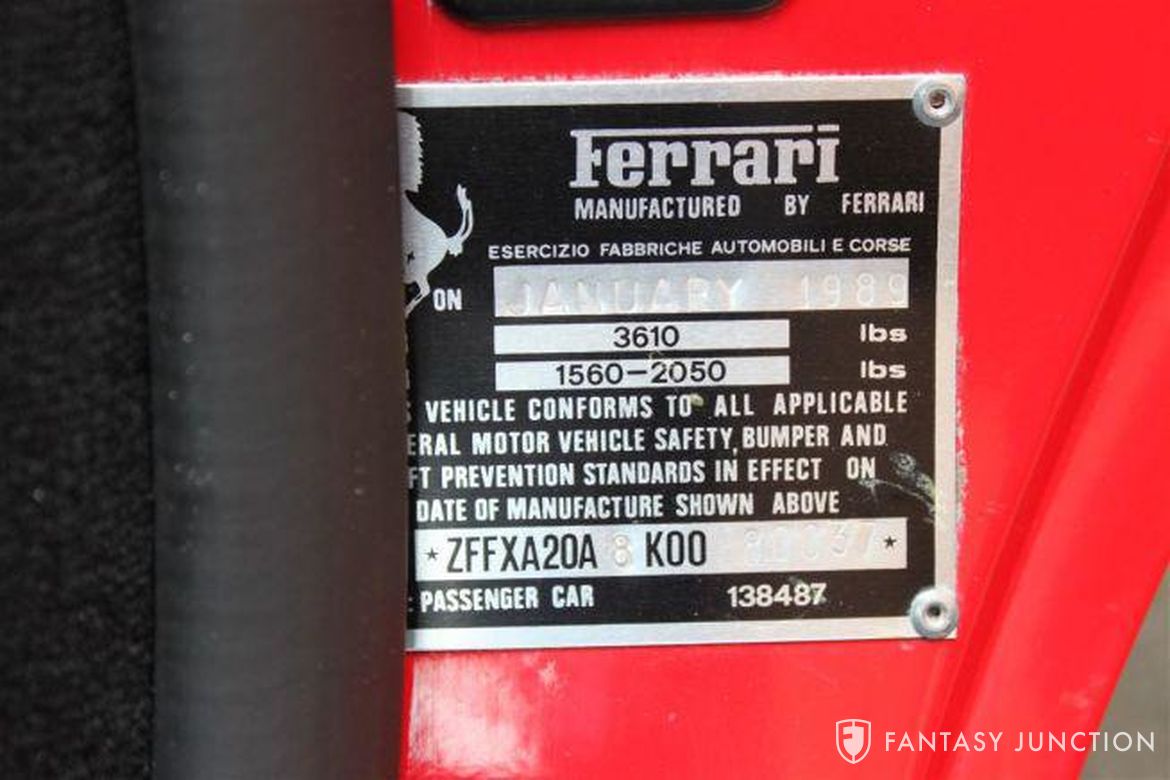 Ferrari
MANUFACTURED BY FERRARI
ESERCIZIO FABBRICHE AUTOMOBILI E CORSE
ON JANUARY 1989
3610 lbs
1560-2050 lbs
VEHICLE CONFORMS TO ALL APPLICABLE
ERAL MOTOR VEHICLE SAFETY, BUMPER AND
FT PREVENTION STANDARDS IN EFFECT ON
DATE OF MANUFACTURE SHOWN ABOVE
* ZFFXA20A 8 K00 *
PASSENGER CAR 138487
FANTASY JUNCTION